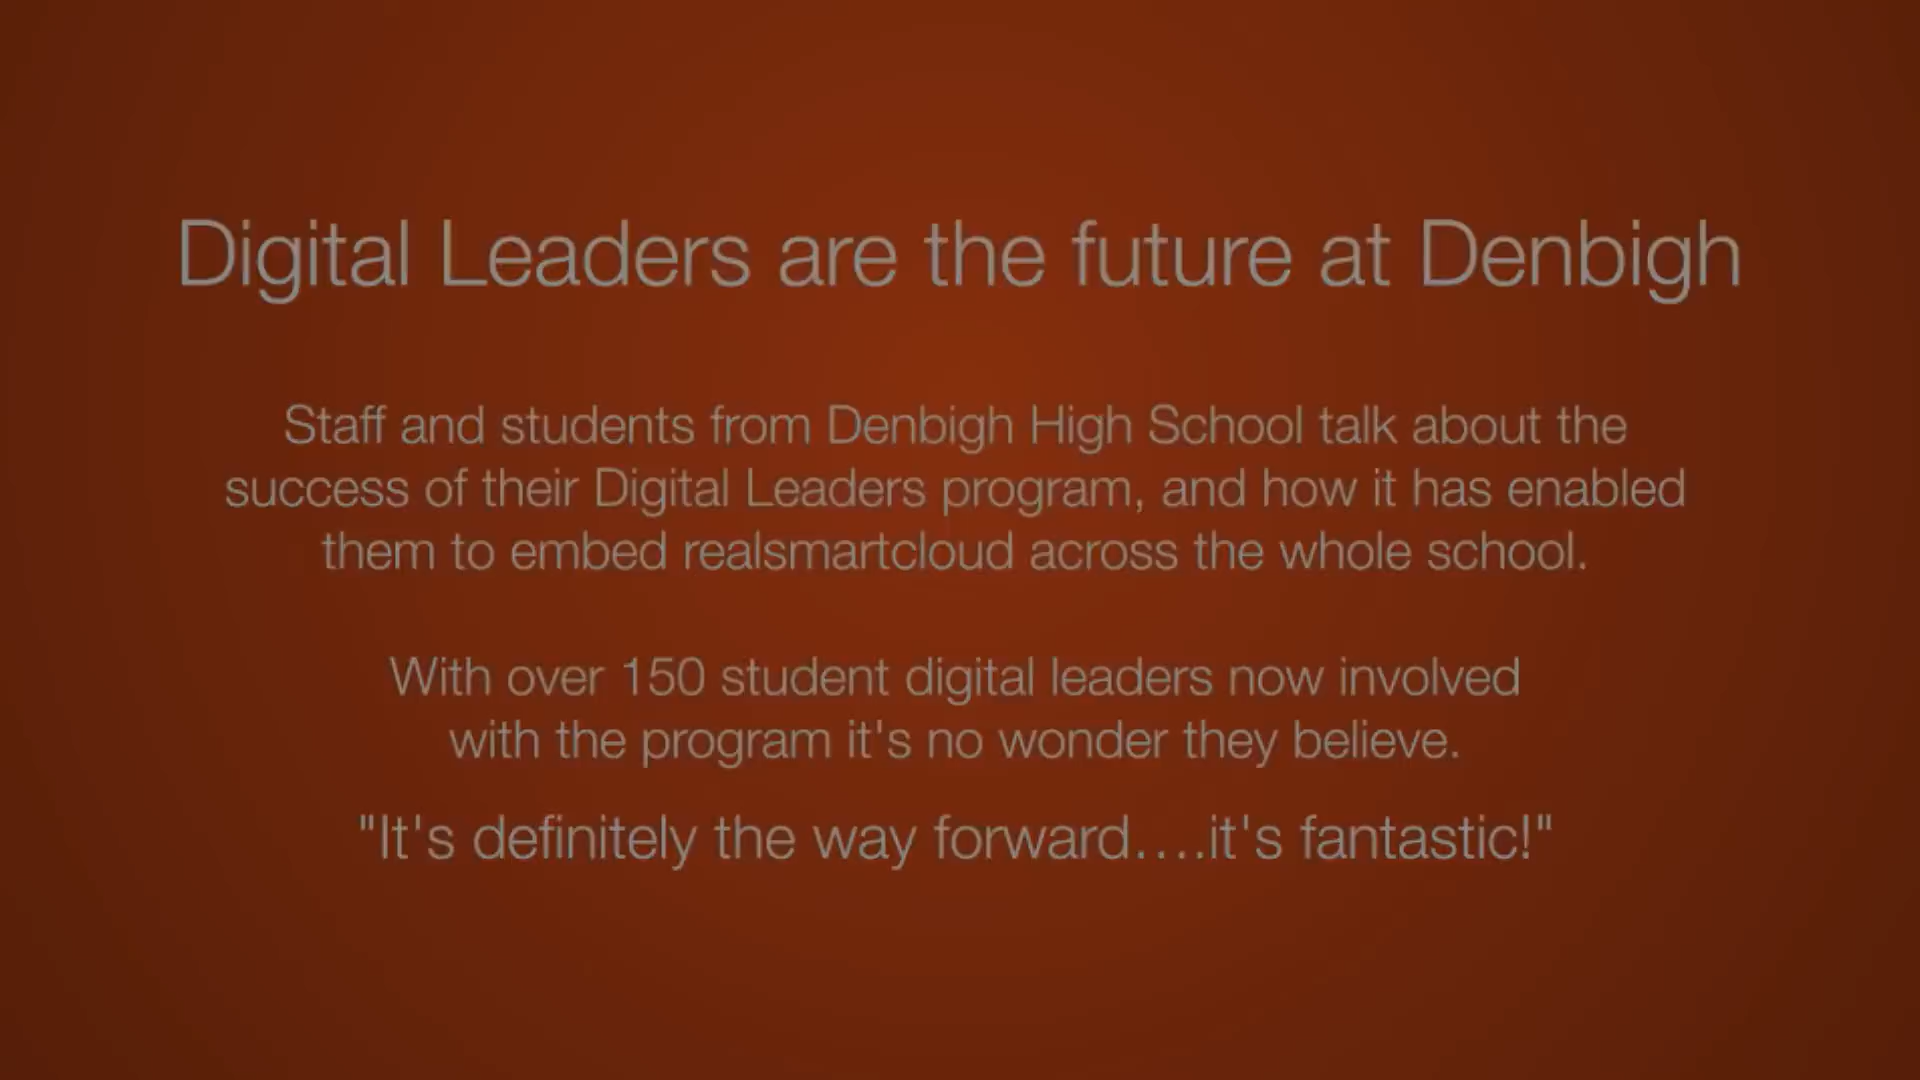 Digital Leaders are the future at Denbigh
Staff and students from Denbigh High School talk about the
success of their Digital Leaders program, and how it has enabled
them to embed realsmartcloud across the whole school.
With over 150 student digital leaders now involved
with the program it's no wonder they believe.
"It's definitely the way forward....it's fantastic!"